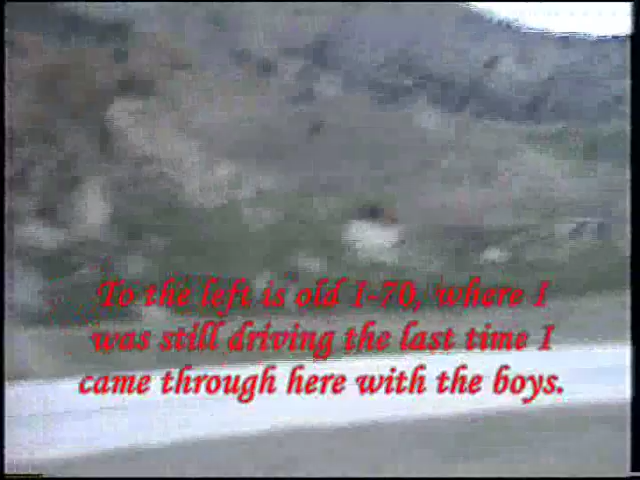 To the left is old I-70, where I
was still driving the last time I
came through here with the boys.